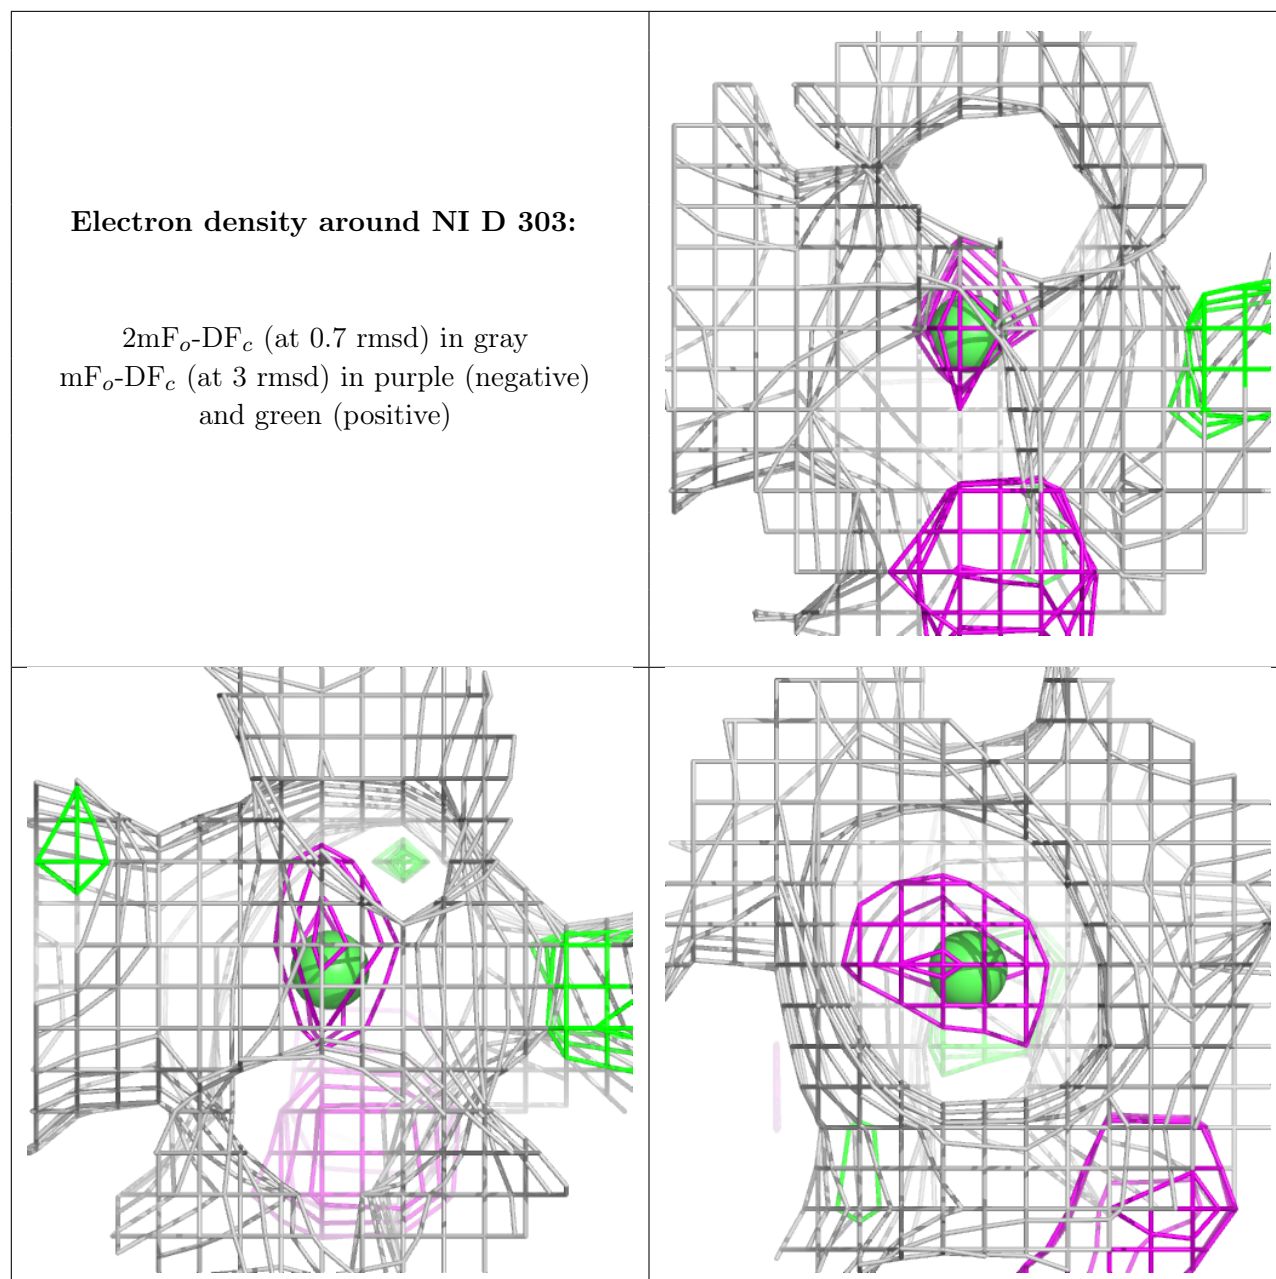 Electron density around NI D 303:
2mFo-DFc (at 0.7 rmsd) in gray
mFo-DFc (at 3 rmsd) in purple (negative)
and green (positive)